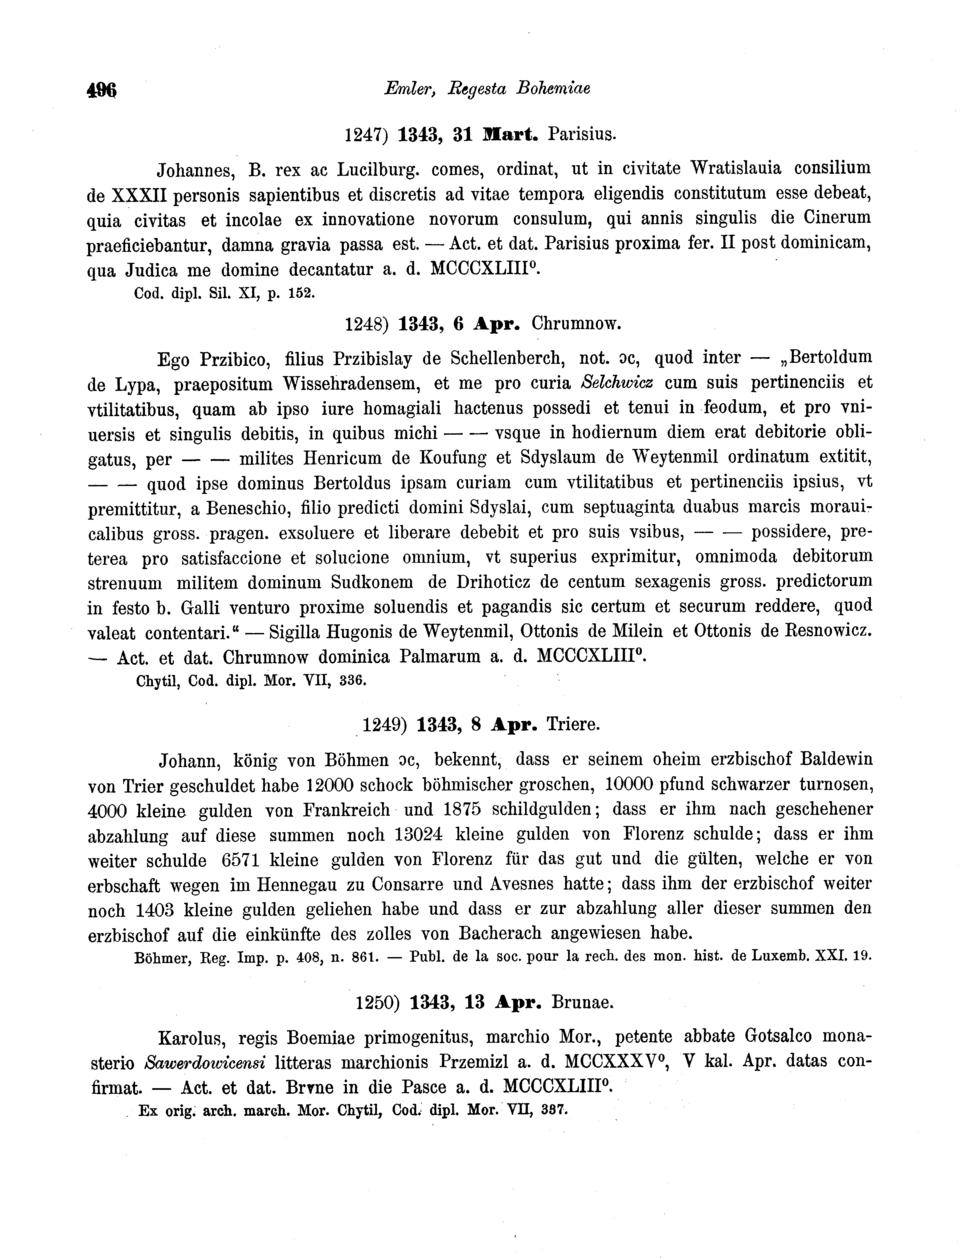 496
Emler, Regesta Bohemiae
1247) 1343, 31 Mart. Parisius.
Johannes, B. rex ac Lucilburg. comes, ordinat, ut in civitate Wratislauia consilium
de XXXII personis sapientibus et discretis ad vitae tempora eligendis constitutum esse debeat,
quia civitas et incolae ex innovatione novorum consulum, qui annis singulis die Cinerum
praeficiebantur, damna gravia passa est. — Act. et dat. Parisius proxima fer. II post dominicam,
qua Judica me domine decantatur a. d. MCCCXLIII⁰.
Cod. dipl. Sil. XI, p. 152.
1248) 1343, 6 Apr. Chrumnow.
Ego Przibico, filius Przibislay de Schellenberch, not. ɔc, quod inter — „Bertoldum
de Lypa, praepositum Wissehradensem, et me pro curia Selchwicz cum suis pertinenciis et
vtilitatibus, quam ab ipso iure homagiali hactenus possedi et tenui in feodum, et pro vni-
uersis et singulis debitis, in quibus michi — — vsque in hodiernum diem erat debitorie obli-
gatus, per — — milites Henricum de Koufung et Sdyslaum de Weytenmil ordinatum extitit,
— — quod ipse dominus Bertoldus ipsam curiam cum vtilitatibus et pertinenciis ipsius, vt
premittitur, a Beneschio, filio predicti domini Sdyslai, cum septuaginta duabus marcis moraui-
calibus gross. pragen. exsoluere et liberare debebit et pro suis vsibus, — — possidere, pre-
terea pro satisfaccione et solucione omnium, vt superius exprimitur, omnimoda debitorum
strenuum militem dominum Sudkonem de Drihoticz de centum sexagenis gross. predictorum
in festo b. Galli venturo proxime soluendis et pagandis sic certum et securum reddere, quod
valeat contentari.“ — Sigilla Hugonis de Weytenmil, Ottonis de Milein et Ottonis de Resnowicz.
— Act. et dat. Chrumnow dominica Palmarum a. d. MCCCXLIII⁰.
Chytil, Cod. dipl. Mor. VII, 336.
1249) 1343, 8 Apr. Triere.
Johann, könig von Böhmen ɔc, bekennt, dass er seinem oheim erzbischof Baldewin
von Trier geschuldet habe 12000 schock böhmischer groschen, 10000 pfund schwarzer turnosen,
4000 kleine gulden von Frankreich und 1875 schildgulden; dass er ihm nach geschehener
abzahlung auf diese summen noch 13024 kleine gulden von Florenz schulde; dass er ihm
weiter schulde 6571 kleine gulden von Florenz für das gut und die gülten, welche er von
erbschaft wegen im Hennegau zu Consarre und Avesnes hatte; dass ihm der erzbischof weiter
noch 1403 kleine gulden geliehen habe und dass er zur abzahlung aller dieser summen den
erzbischof auf die einkünfte des zolles von Bacherach angewiesen habe.
Böhmer, Reg. Imp. p. 408, n. 861. — Publ. de la soc. pour la rech. des mon. hist. de Luxemb. XXI. 19.
1250) 1343, 13 Apr. Brunae.
Karolus, regis Boemiae primogenitus, marchio Mor., petente abbate Gotsalco mona-
sterio Sawerdowicensi litteras marchionis Przemizl a. d. MCCXXXV⁰, V kal. Apr. datas con-
firmat. — Act. et dat. Brvne in die Pasce a. d. MCCCXLIII⁰.
Ex orig. arch. march. Mor. Chytil, Cod. dipl. Mor. VII, 387.